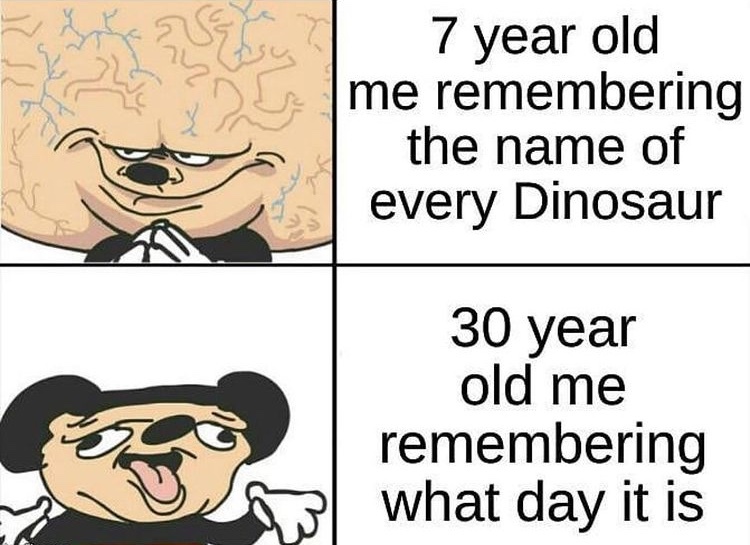 7 year old
me remembering
the name of
every Dinosaur
30 year
old me
remembering
what day it is